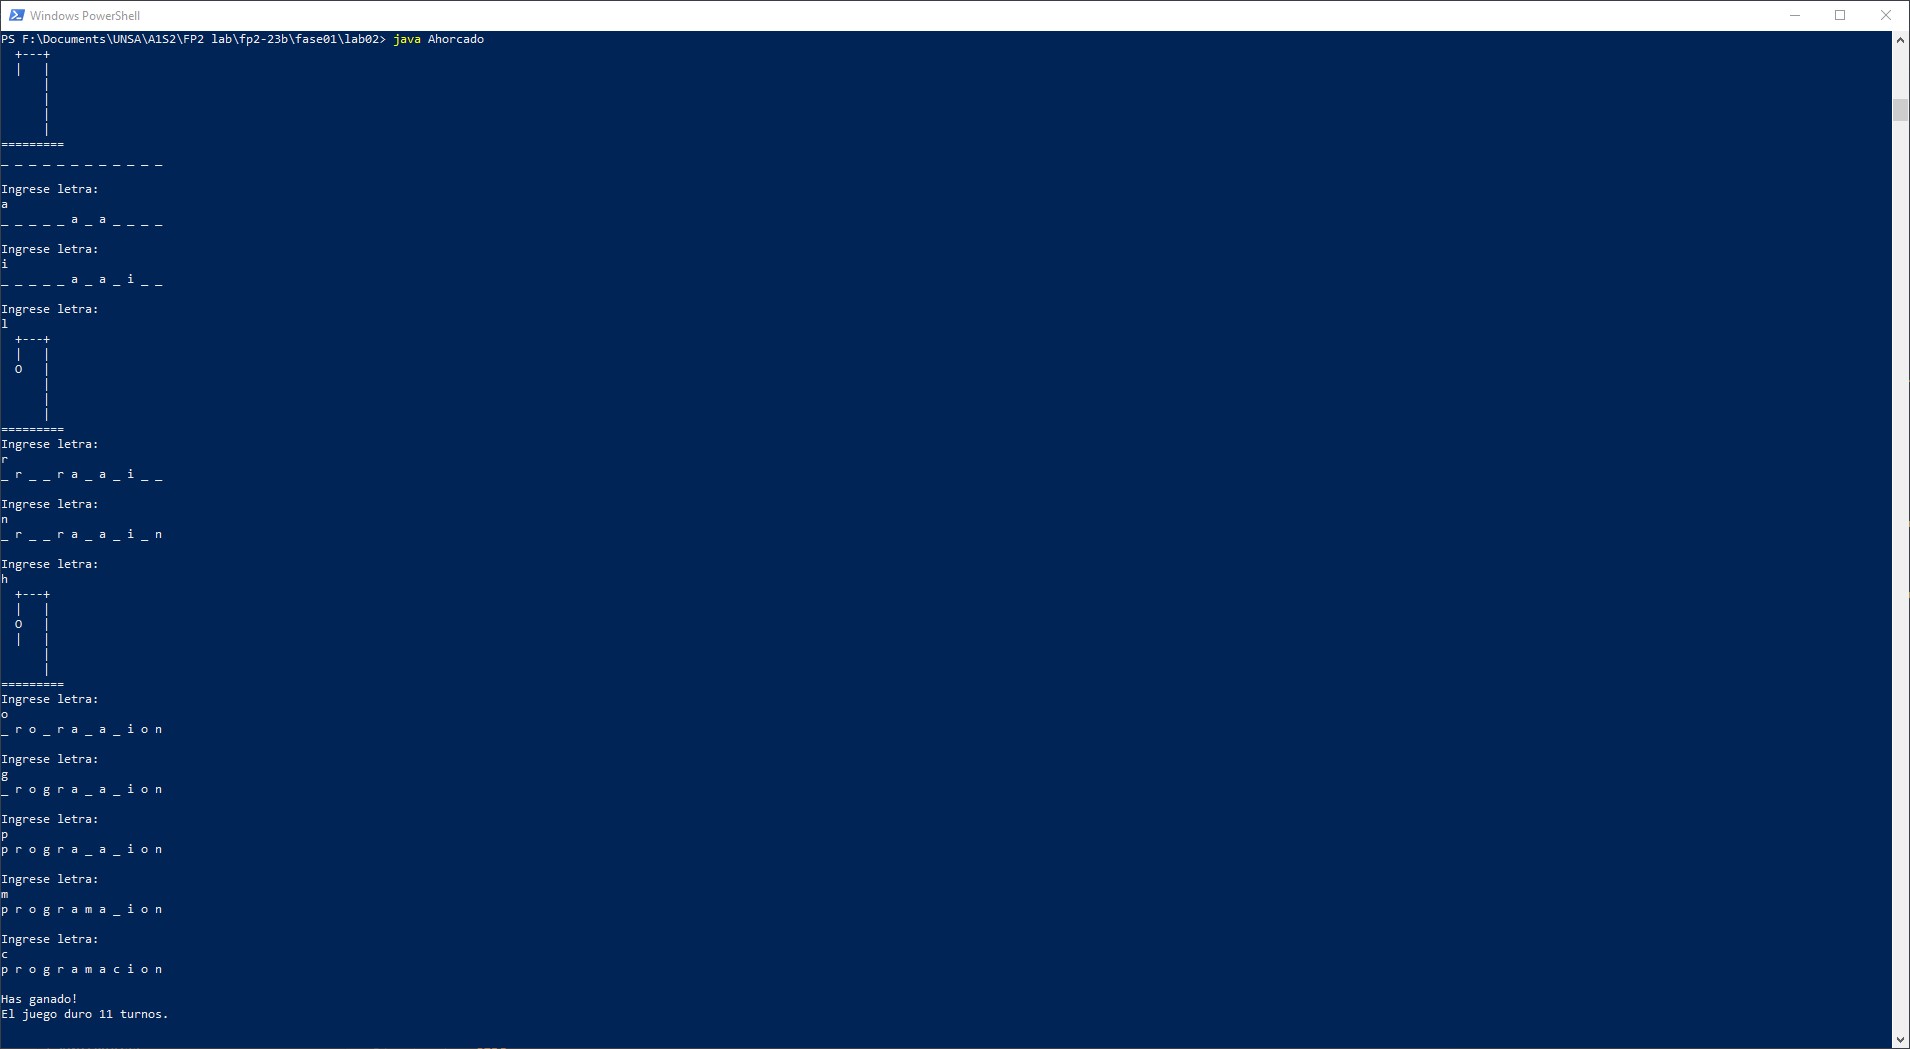 Windows PowerShell
PS F:\Documents\UNSA\A1S2\FP2 lab\fp2-23b\fase01\lab02> java Ahorcado
  +---+
  |   |
      |
      |
      |
      |
=========
_ _ _ _ _ _ _ _ _ _ _ _
Ingrese letra:
a
_ _ _ _ _ a _ a _ _ _ _
Ingrese letra:
i
_ _ _ _ _ a _ a _ i _ _
Ingrese letra:
l
  +---+
  |   |
  O   |
      |
      |
      |
=========
Ingrese letra:
r
_ r _ _ r a _ a _ i _ _
Ingrese letra:
n
_ r _ _ r a _ a _ i _ n
Ingrese letra:
h
  +---+
  |   |
  O   |
  |   |
      |
      |
=========
Ingrese letra:
o
_ r o _ r a _ a _ i o n
Ingrese letra:
g
_ r o g r a _ a _ i o n
Ingrese letra:
p
p r o g r a _ a _ i o n
Ingrese letra:
m
p r o g r a m a _ i o n
Ingrese letra:
c
p r o g r a m a c i o n
Has ganado!
El juego duro 11 turnos.